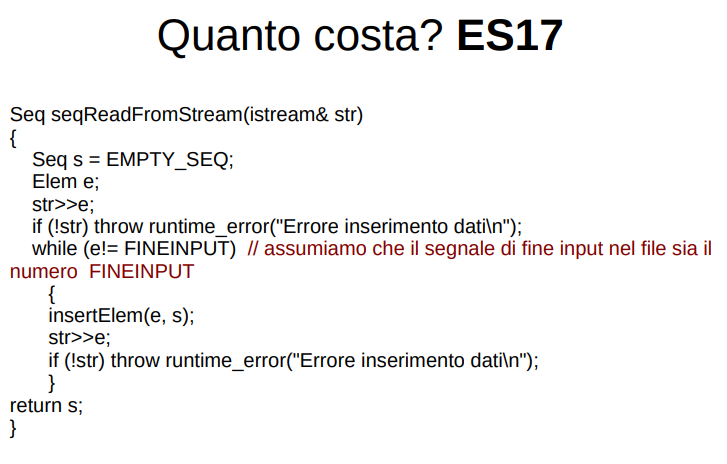 Quanto costa? ES17
Seq seqReadFromStream(istream& str)
{
Seq s = EMPTY_SEQ;
Elem e;
str>>e;
if (!str) throw runtime_error("Errore inserimento dati\n");
while (e!= FINEINPUT) // assumiamo che il segnale di fine input nel file sia il
numero FINEINPUT
{
insertElem(e, s);
str>>e;
if (!str) throw runtime_error("Errore inserimento dati\n");
}
return s;
}